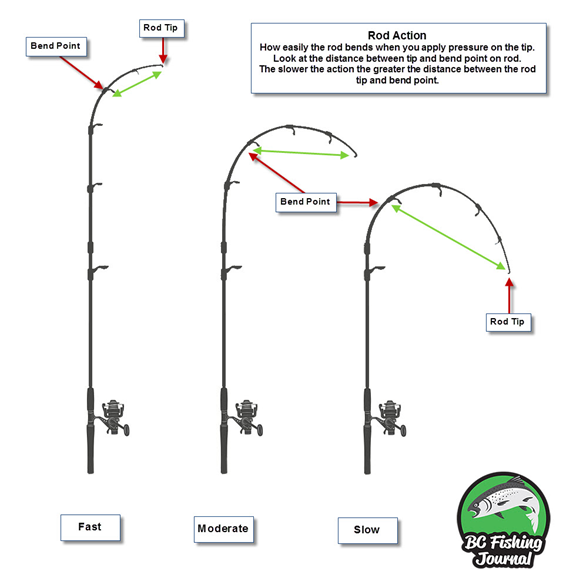 Rod Tip
Bend Point
Rod Action
How easily the rod bends when you apply pressure on the tip.
Look at the distance between tip and bend point on rod.
The slower the action the greater the distance between the rod
tip and bend point.
Bend Point
Rod Tip
Fast
Moderate
Slow
BC Fishing
Journal